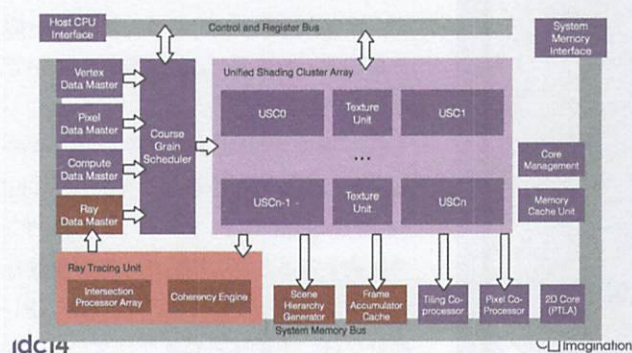 Host CPU
Interface
Control and Register Bus
System
Memory
Interface
Vertex
Data Master
Pixel
Data Master
Compute
Data Master
Ray
Data Master
Course
Grain
Scheduler
Unified Shading Cluster Array
USC0
Texture
Unit
USC1
...
USCn-1 -
Texture
Unit
USCn
Core
Management
Memory
Cache Unit
Ray Tracing Unit
Intersection
Processor Array
Coherency Engine
Scene
Hierarchy
Generator
Frame
Accumulator
Cache
Tiling Co-
processor
Pixel Co-
Processor
2D Core
(PTLA)
System Memory Bus
idc14
Imagination